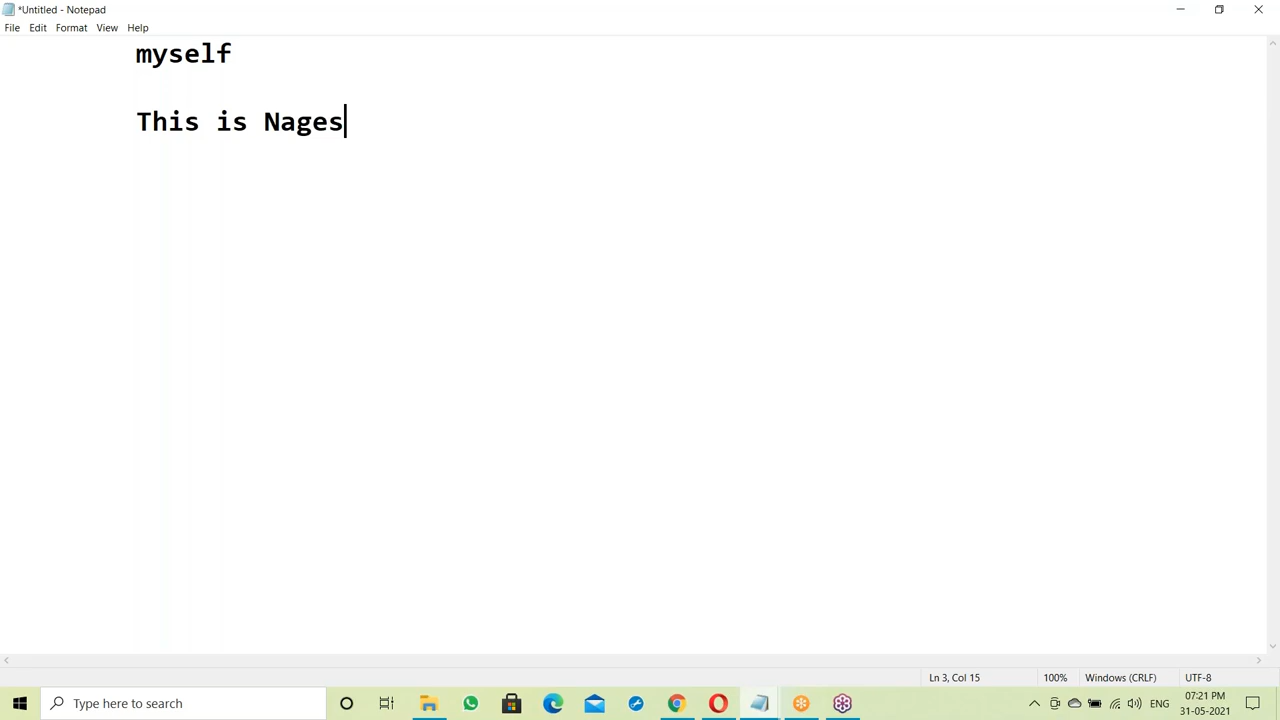 *Untitled - Notepad
File Edit Format View Help
myself
This is Nages
Ln 3, Col 15 100% Windows (CRLF) UTF-8
Type here to search ENG 07:21 PM
31-05-2021